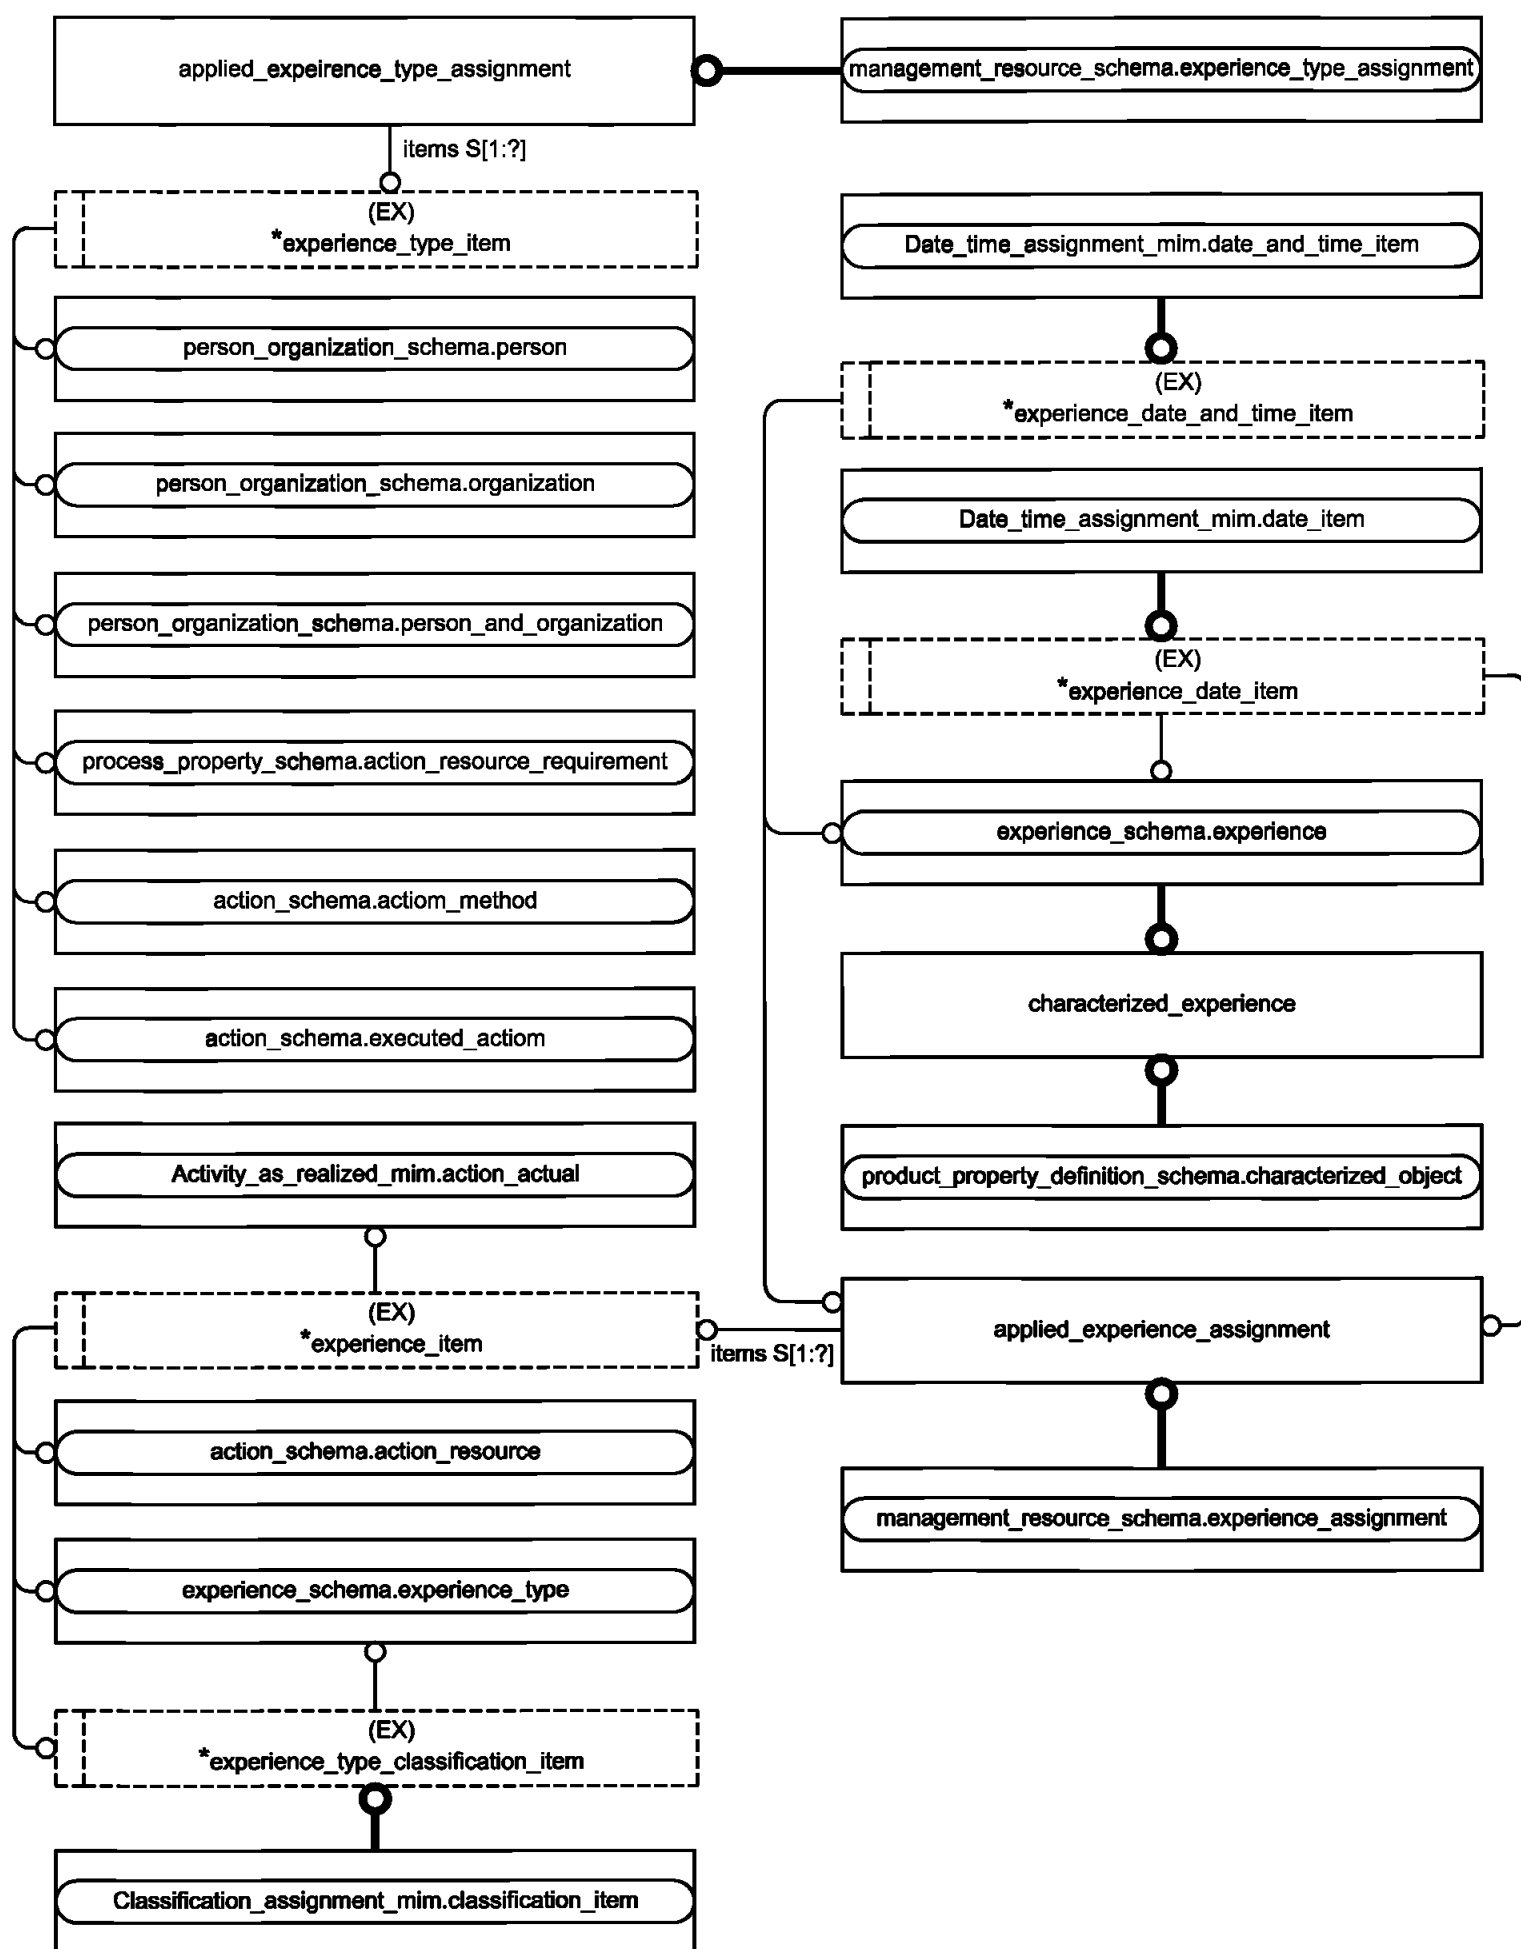 applied_expeirence_type_assignment
management_resource_schema.experience_type_assignment
items S[1:?]
(EX)
*experience_type_item
person_organization_schema.person
person_organization_schema.organization
person_organization_schema.person_and_organization
process_property_schema.action_resource_requirement
action_schema.actiom_method
action_schema.executed_actiom
Activity_as_realized_mim.action_actual
(EX)
*experience_item
items S[1:?]
action_schema.action_resource
experience_schema.experience_type
(EX)
*experience_type_classification_item
Classification_assignment_mim.classification_item
Date_time_assignment_mim.date_and_time_item
(EX)
*experience_date_and_time_item
Date_time_assignment_mim.date_item
(EX)
*experience_date_item
experience_schema.experience
characterized_experience
product_property_definition_schema.characterized_object
applied_experience_assignment
management_resource_schema.experience_assignment